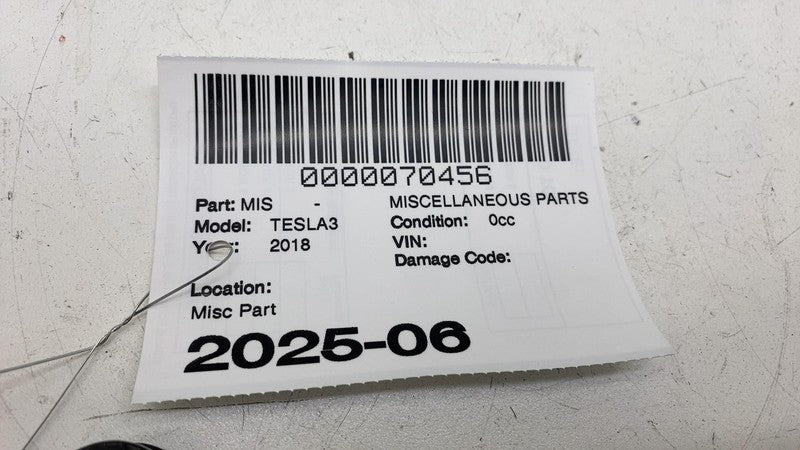 0000070456
Part: MIS - MISCELLANEOUS PARTS
Model: TESLA3 Condition: 0cc
2018 VIN:
Damage Code:
Location:
Misc Part
2025-06